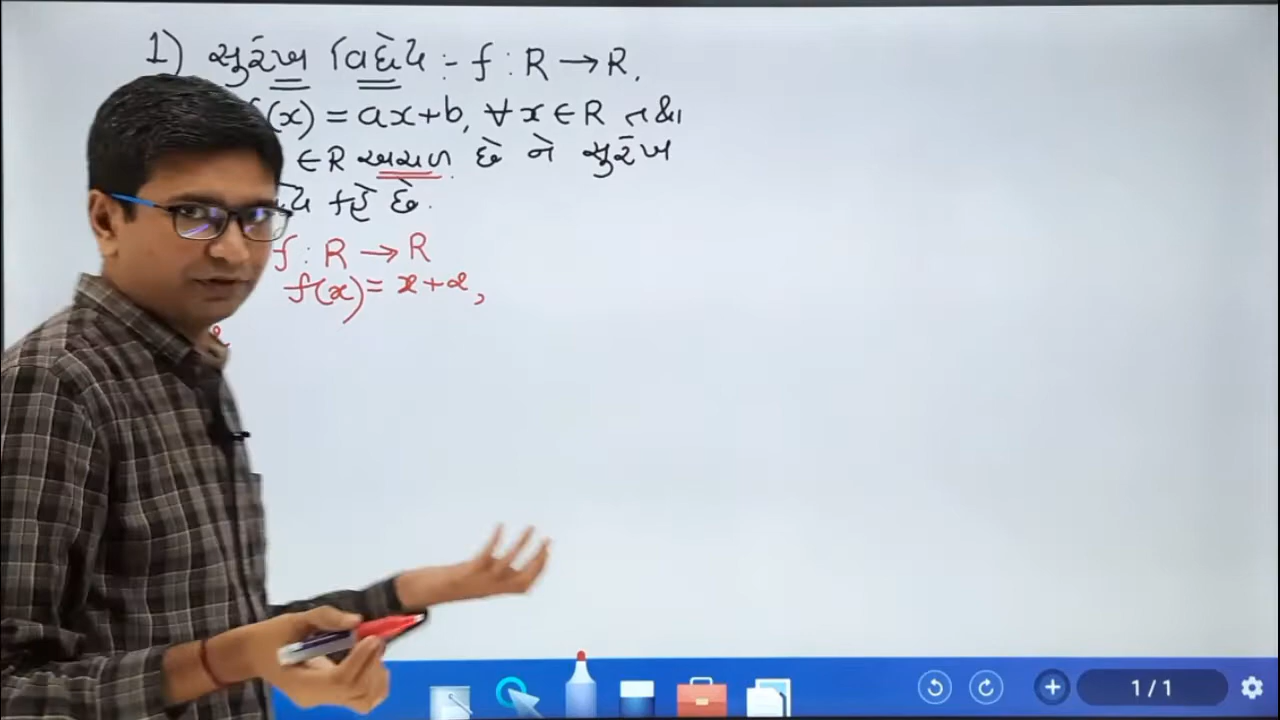 1) સુરેખ વિધેય :- f : R → R,
f(x) = ax+b, ∀ x ∈ R તથા
∈ R અચળ છે ને સુરેખ
કહે છે.
f : R → R
f(x) = x+2,
1 / 1